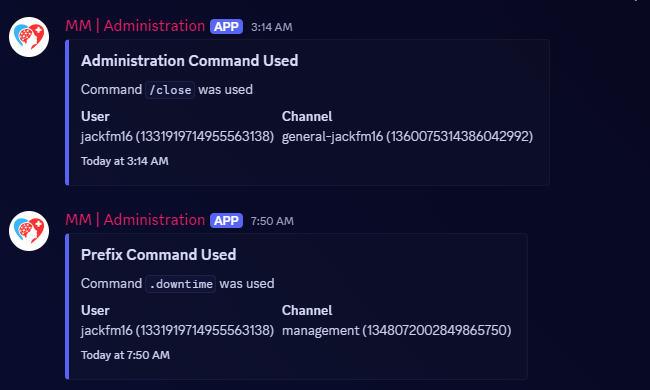 MM | Administration APP 3:14 AM
Administration Command Used
Command /close was used
User Channel
jackfm16 (1331919714955563138) general-jackfm16 (1360075314386042992)
Today at 3:14 AM
MM | Administration APP 7:50 AM
Prefix Command Used
Command .downtime was used
User Channel
jackfm16 (1331919714955563138) management (1348072002849865750)
Today at 7:50 AM